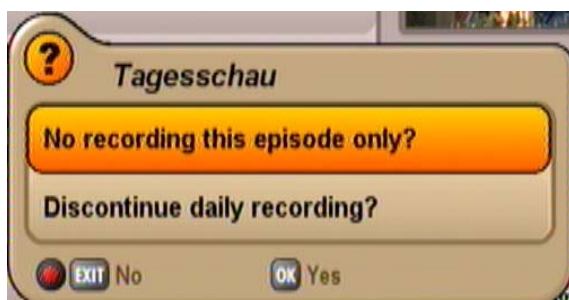 ?
Tagesschau
No recording this episode only?
Discontinue daily recording?
EXIT No OK Yes